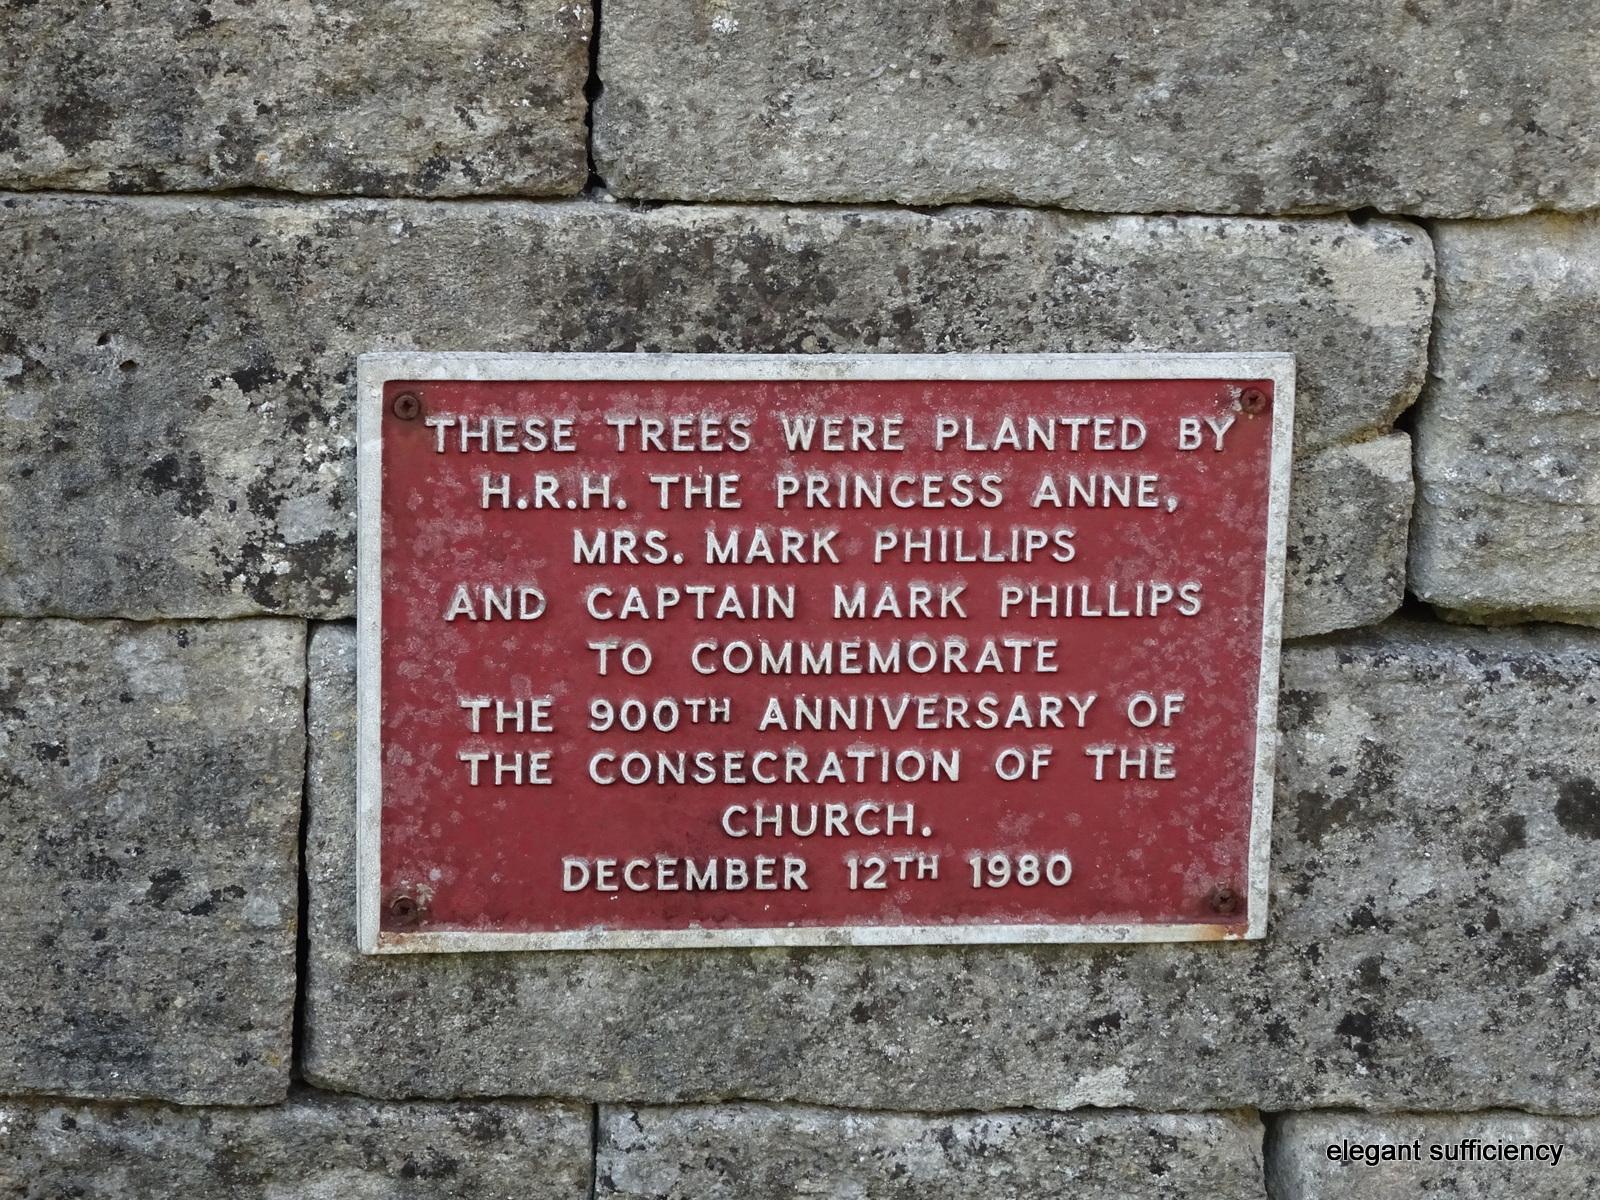 THESE TREES WERE PLANTED BY
H.R.H. THE PRINCESS ANNE,
MRS. MARK PHILLIPS
AND CAPTAIN MARK PHILLIPS
TO COMMEMORATE
THE 900TH ANNIVERSARY OF
THE CONSECRATION OF THE
CHURCH.
DECEMBER 12TH 1980
elegant sufficiency